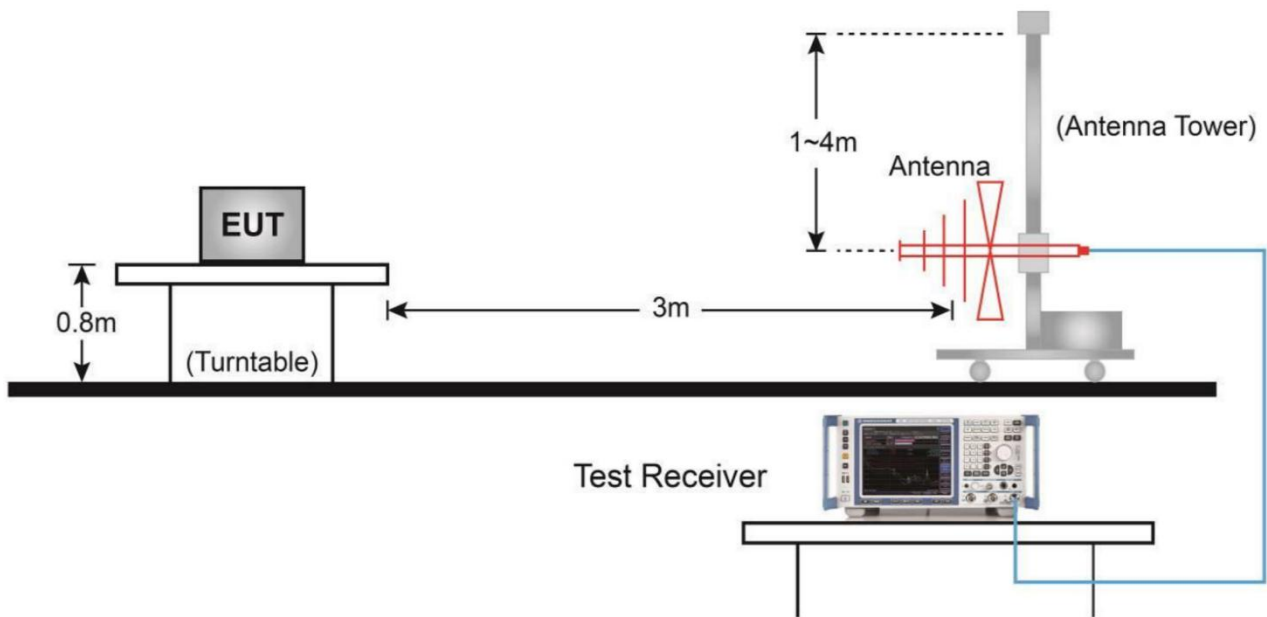 (Antenna Tower)
1~4m
Antenna
EUT
3m
0.8m
(Turntable)
Test Receiver